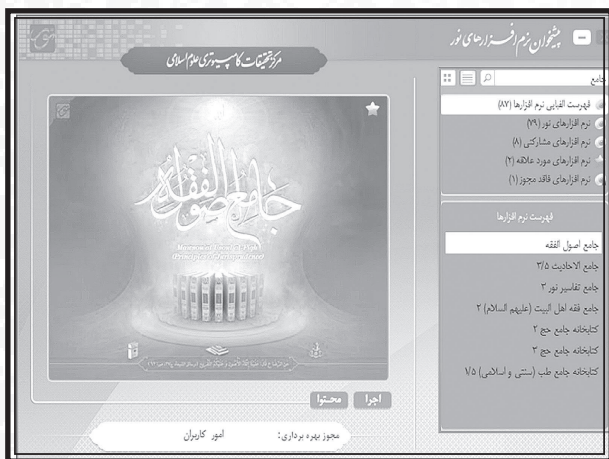 پیشخوان نرم افزارهای نور
مرکز تحقیقات کامپیوتری علوم اسلامی
جامع
فهرست الفبایی نرم افزارها (۸۷)
نرم افزارهای نور (۷۹)
نرم افزارهای مشارکتی (۸)
نرم افزارهای مورد علاقه (۲)
نرم افزارهای فاقد مجوز (۱)
فهرست نرم افزارها
جامع اصول الفقه
جامع الاحادیث ۳/۵
جامع تفاسیر نور ۳
جامع فقه اهل البیت (علیهم السلام) ۲
کتابخانه جامع حج ۲
کتابخانه جامع حج ۳
کتابخانه جامع طب (سنتی و اسلامی) ۱/۵
جامع اصول الفقه
اجرا
محتوا
مجوز بهره برداری:
امور کاربران